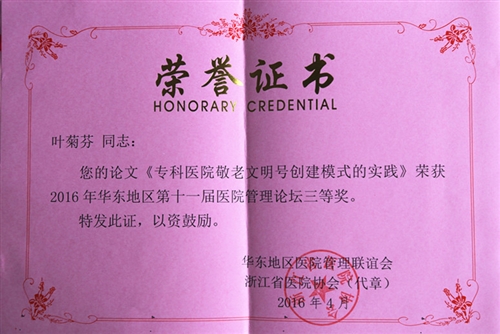 荣誉证书
HONORARY CREDENTIAL
叶菊芬 同志：
您的论文《专科医院敬老文明号创建模式的实践》荣获
2016年华东地区第十一届医院管理论坛三等奖。
特发此证，以资鼓励。
华东地区医院管理联谊会
浙江省医院协会（代章）
2016年4月